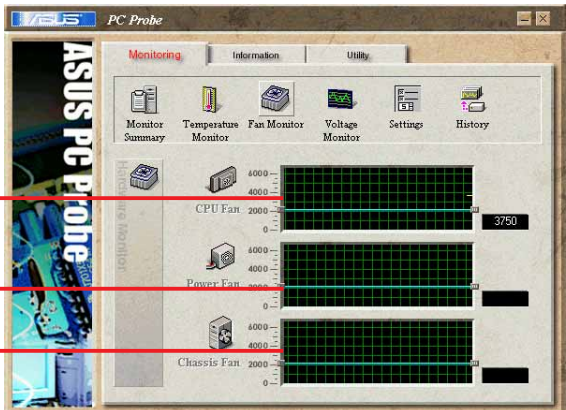 ASUS PC Probe
ASUS PC Probe
Monitoring
Information
Utility
Monitor Summary
Temperature Monitor
Fan Monitor
Voltage Monitor
Settings
History
Hardware Monitor
CPU Fan
6000
4000
2000
0
3750
Power Fan
6000
4000
2000
0
Chassis Fan
6000
4000
2000
0